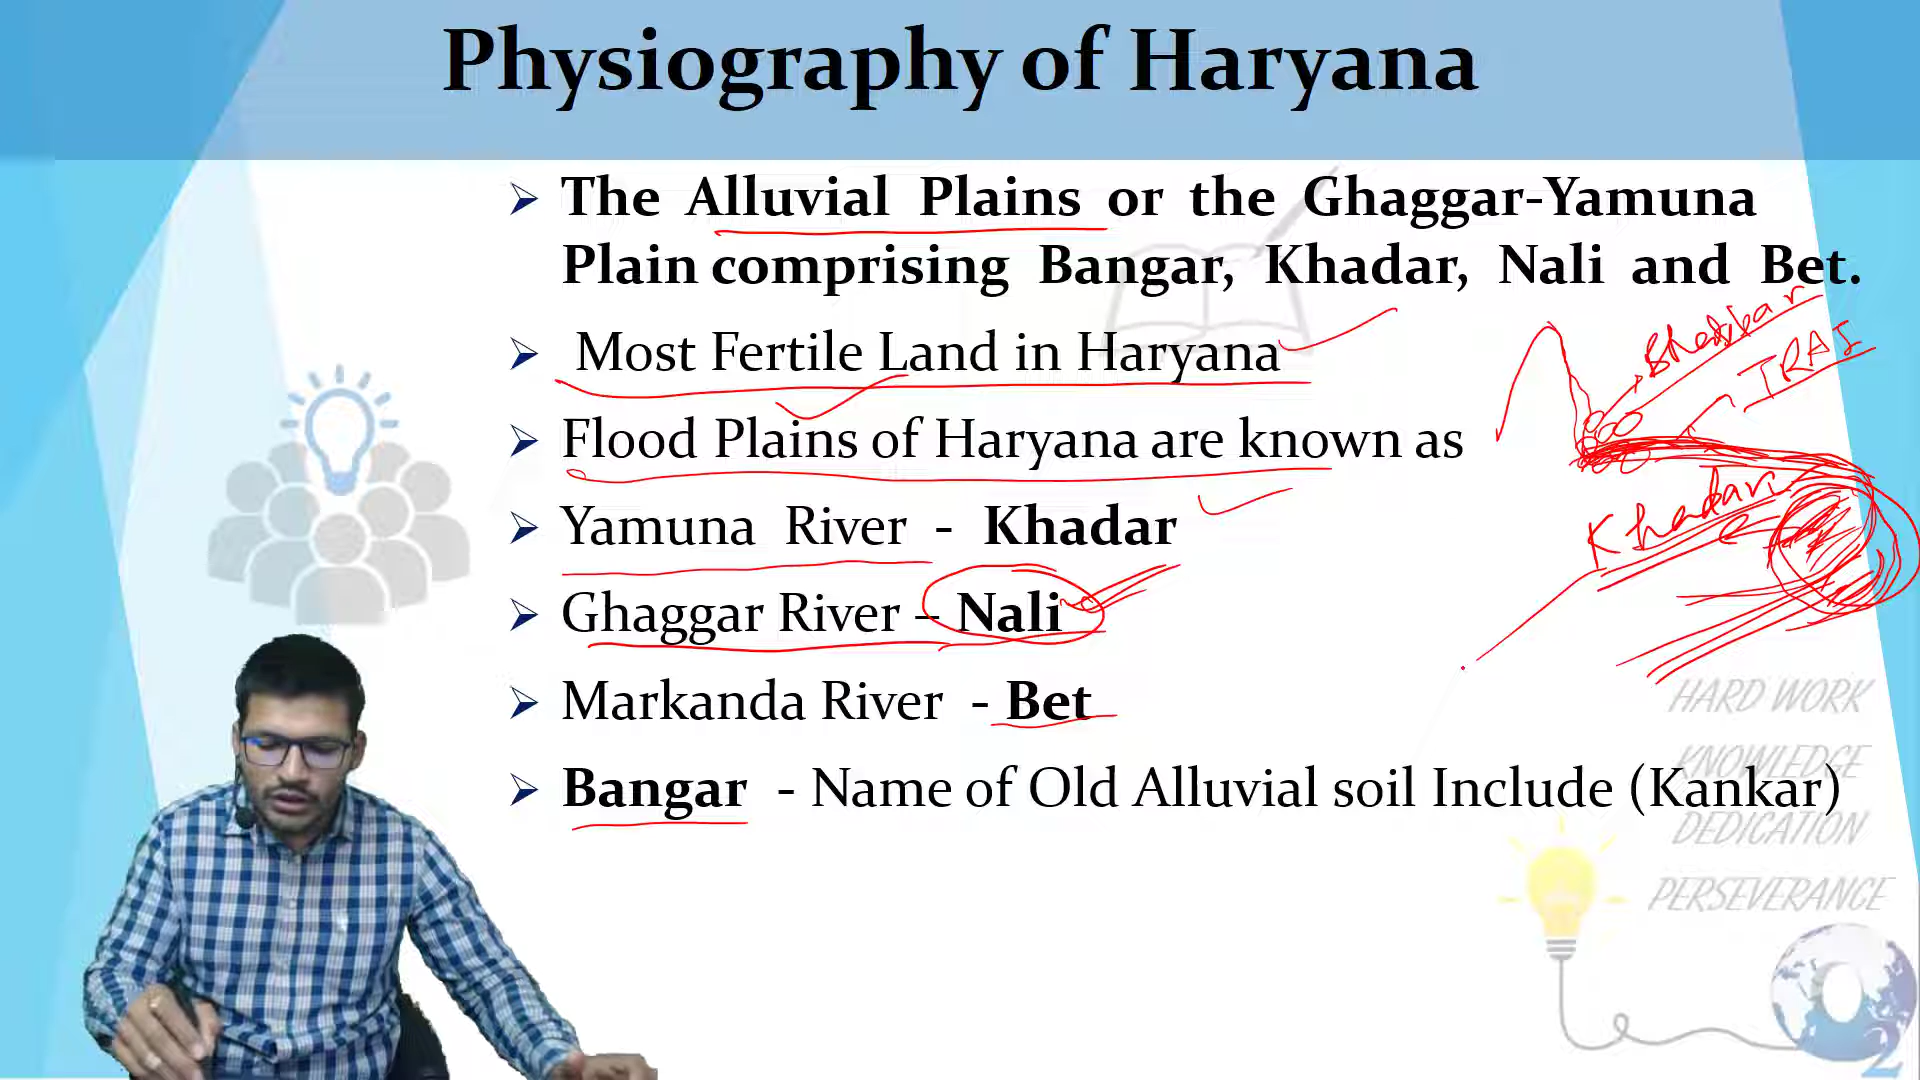 Physiography of Haryana
➢ The Alluvial Plains or the Ghaggar-Yamuna
Plain comprising Bangar, Khadar, Nali and Bet.
➢ Most Fertile Land in Haryana
➢ Flood Plains of Haryana are known as
➢ Yamuna River - Khadar
➢ Ghaggar River – Nali
➢ Markanda River - Bet
➢ Bangar - Name of Old Alluvial soil Include (Kankar)
Bhabar
TRAI
Khadar
HARD WORK
KNOWLEDGE
DEDICATION
PERSEVERANCE
O2